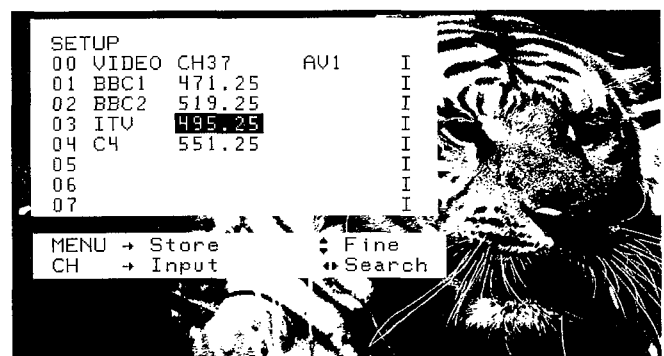 SETUP
00 VIDEO CH37 AV1 I
01 BBC1 471.25 I
02 BBC2 519.25 I
03 ITV 495.25 I
04 C4 551.25 I
05 I
06 I
07 I
MENU → Store ♦ Fine
CH → Input ◂▸ Search